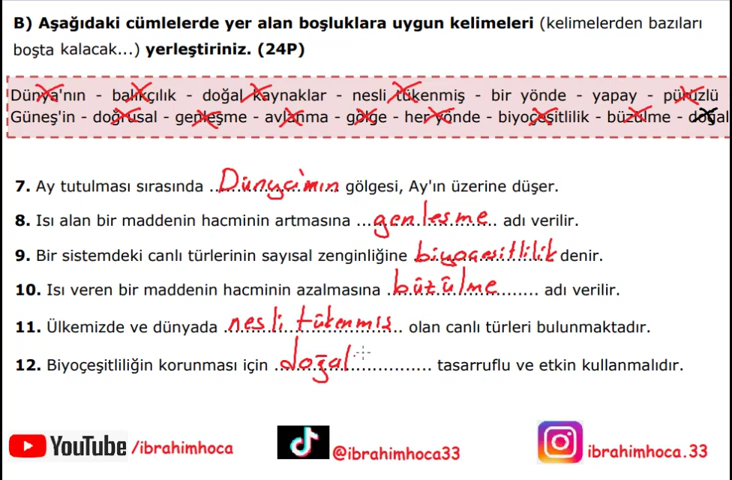 B) Aşağıdaki cümlelerde yer alan boşluklara uygun kelimeleri (kelimelerden bazıları
boşta kalacak...) yerleştiriniz. (24P)
Dünya'nın - balıkçılık - doğal kaynaklar - nesli tükenmiş - bir yönde - yapay - pürüzlü
Güneş'in - doğrusal - genleşme - avlanma - gölge - her yönde - biyoçeşitlilik - büzülme - doğal
7. Ay tutulması sırasında ..Dünya'nın.. gölgesi, Ay'ın üzerine düşer.
8. Isı alan bir maddenin hacminin artmasına ...genleşme.. adı verilir.
9. Bir sistemdeki canlı türlerinin sayısal zenginliğine biyoçeşitlilik denir.
10. Isı veren bir maddenin hacminin azalmasına .büzülme...... adı verilir.
11. Ülkemizde ve dünyada .nesli tükenmiş.. olan canlı türleri bulunmaktadır.
12. Biyoçeşitliliğin korunması için ..doğal............ tasarruflu ve etkin kullanmalıdır.
YouTube /ibrahimhoca
@ibrahimhoca33
ibrahimhoca.33